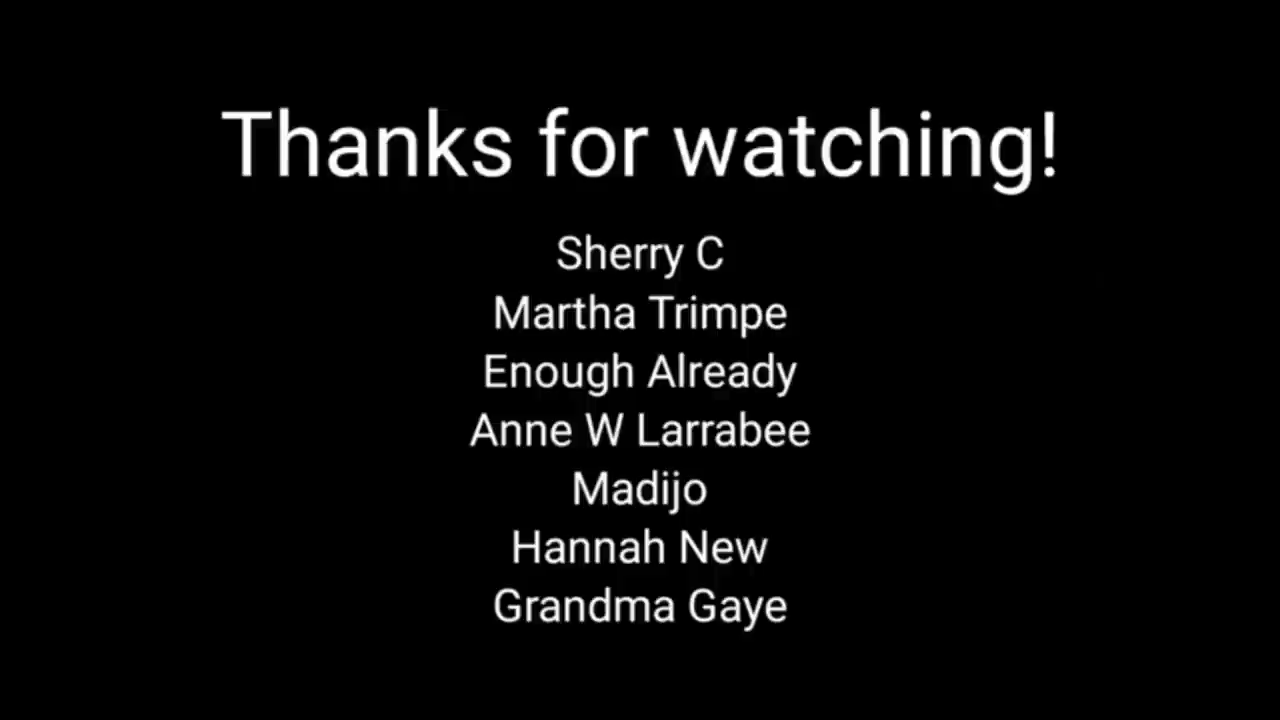 Thanks for watching!
Sherry C
Martha Trimpe
Enough Already
Anne W Larrabee
Madijo
Hannah New
Grandma Gaye